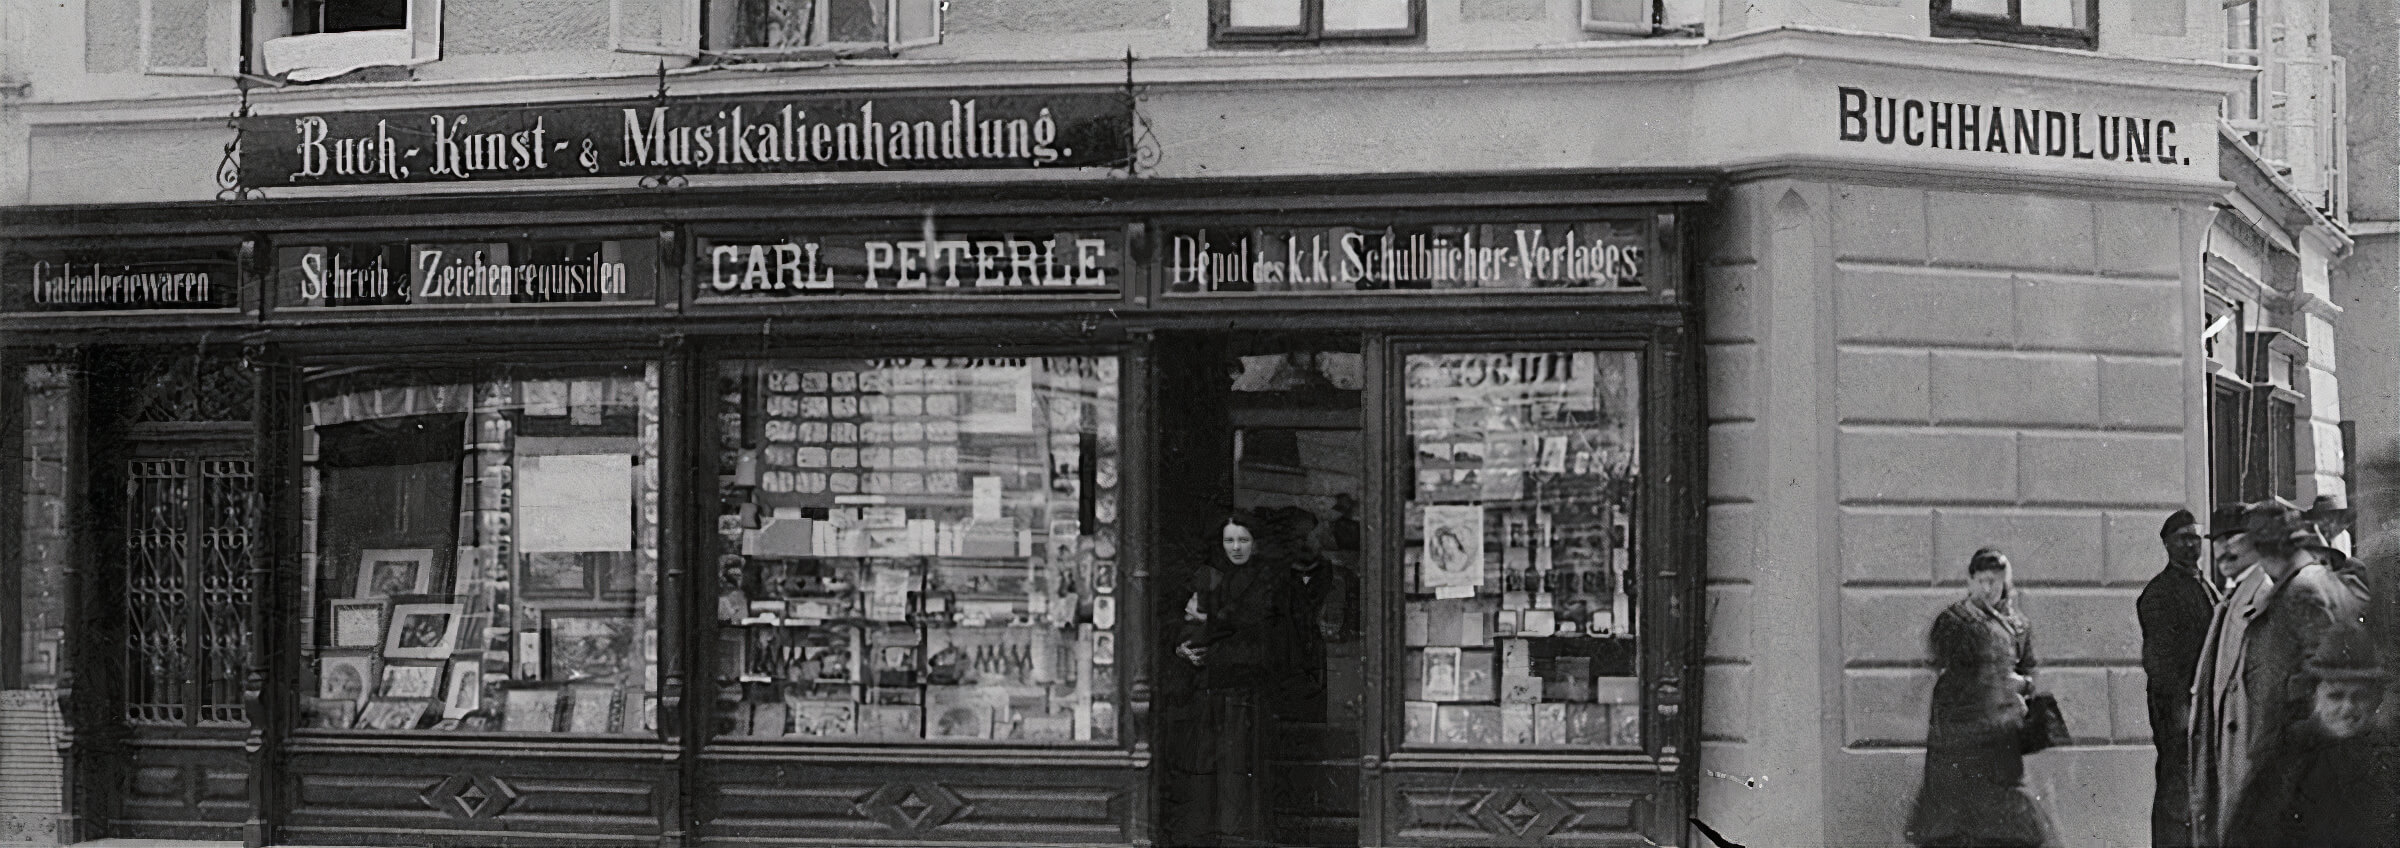 Buch,- Kunst- & Musikalienhandlung.
BUCHHANDLUNG.
Galanteriewaren
Schreib & Zeichenrequisiten
CARL PETERLE
Dépôt des k.k. Schulbücher-Verlages